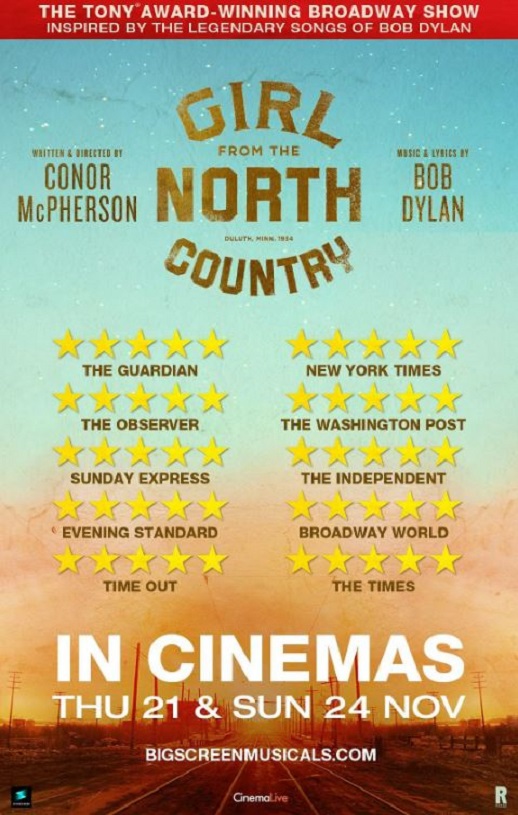 THE TONY® AWARD-WINNING BROADWAY SHOW
INSPIRED BY THE LEGENDARY SONGS OF BOB DYLAN
GIRL
FROM THE
NORTH
DULUTH, MINN. 1934
COUNTRY
WRITTEN & DIRECTED BY
CONOR
McPHERSON
MUSIC & LYRICS BY
BOB
DYLAN
THE GUARDIAN
NEW YORK TIMES
THE OBSERVER
THE WASHINGTON POST
SUNDAY EXPRESS
THE INDEPENDENT
EVENING STANDARD
BROADWAY WORLD
TIME OUT
THE TIMES
IN CINEMAS
THU 21 & SUN 24 NOV
BIGSCREENMUSICALS.COM
CinemaLive
R